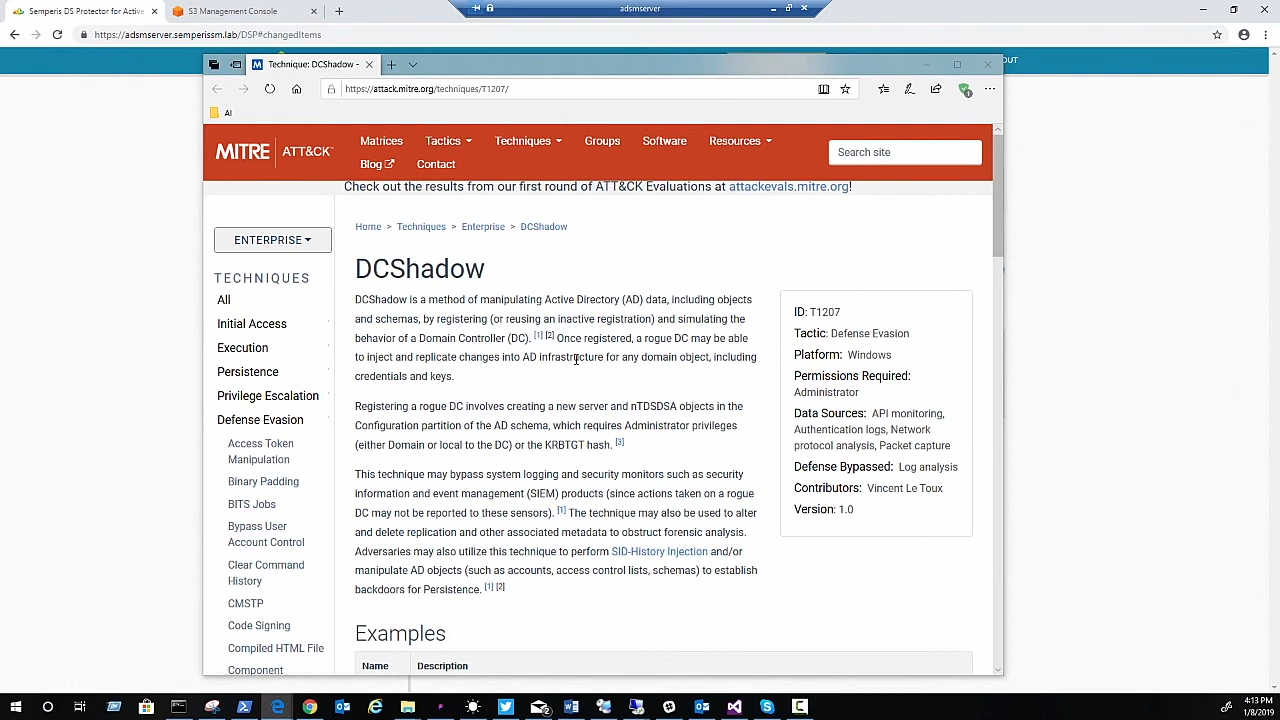 Semperis DS Protector for Active
S3 Management Console
adsmserver
https://adsmserver.semperissm.lab/DSP#changedItems
OUT
Technique: DCShadow -
https://attack.mitre.org/techniques/T1207/
AI
MITRE | ATT&CK™
Matrices
Tactics
Techniques
Groups
Software
Resources
Blog
Contact
Search site
Check out the results from our first round of ATT&CK Evaluations at attackevals.mitre.org!
Home > Techniques > Enterprise > DCShadow
ENTERPRISE
TECHNIQUES
All
Initial Access
Execution
Persistence
Privilege Escalation
Defense Evasion
Access Token
Manipulation
Binary Padding
BITS Jobs
Bypass User
Account Control
Clear Command
History
CMSTP
Code Signing
Compiled HTML File
Component
DCShadow
DCShadow is a method of manipulating Active Directory (AD) data, including objects
and schemas, by registering (or reusing an inactive registration) and simulating the
behavior of a Domain Controller (DC). [1] [2] Once registered, a rogue DC may be able
to inject and replicate changes into AD infrastructure for any domain object, including
credentials and keys.
Registering a rogue DC involves creating a new server and nTDSDSA objects in the
Configuration partition of the AD schema, which requires Administrator privileges
(either Domain or local to the DC) or the KRBTGT hash. [3]
This technique may bypass system logging and security monitors such as security
information and event management (SIEM) products (since actions taken on a rogue
DC may not be reported to these sensors). [1] The technique may also be used to alter
and delete replication and other associated metadata to obstruct forensic analysis.
Adversaries may also utilize this technique to perform SID-History Injection and/or
manipulate AD objects (such as accounts, access control lists, schemas) to establish
backdoors for Persistence. [1] [2]
ID: T1207
Tactic: Defense Evasion
Platform: Windows
Permissions Required:
Administrator
Data Sources: API monitoring,
Authentication logs, Network
protocol analysis, Packet capture
Defense Bypassed: Log analysis
Contributors: Vincent Le Toux
Version: 1.0
Examples
Name
Description
4:13 PM
1/8/2019